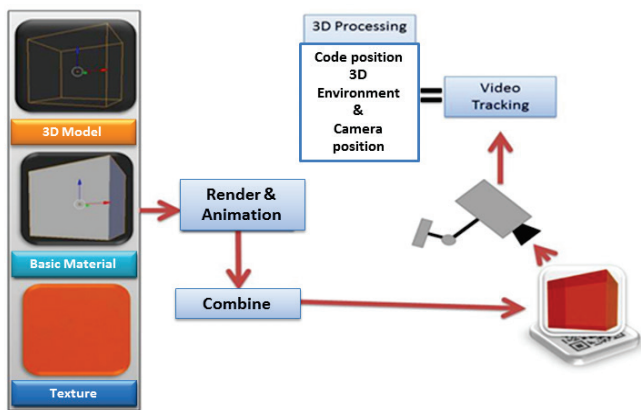 3D Model
Basic Material
Texture
Render &
Animation
Combine
3D Processing
Code position
3D
Environment
&
Camera
position
Video
Tracking